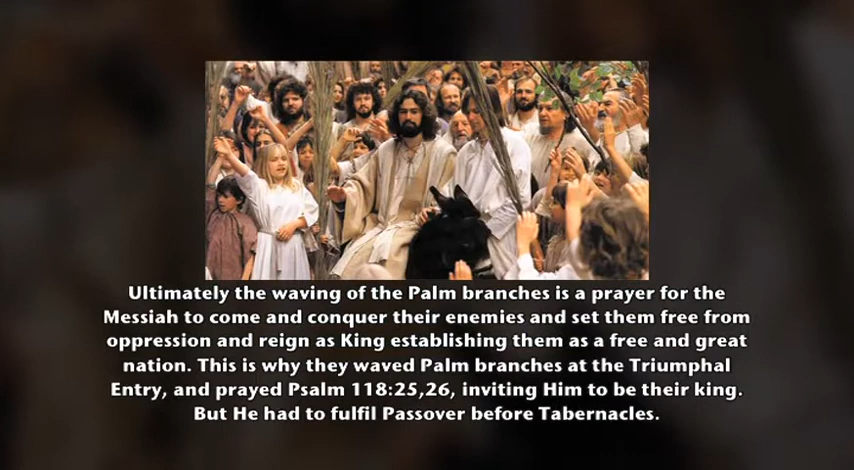 Ultimately the waving of the Palm branches is a prayer for the
Messiah to come and conquer their enemies and set them free from
oppression and reign as King establishing them as a free and great
nation. This is why they waved Palm branches at the Triumphal
Entry, and prayed Psalm 118:25,26, inviting Him to be their king.
But He had to fulfil Passover before Tabernacles.